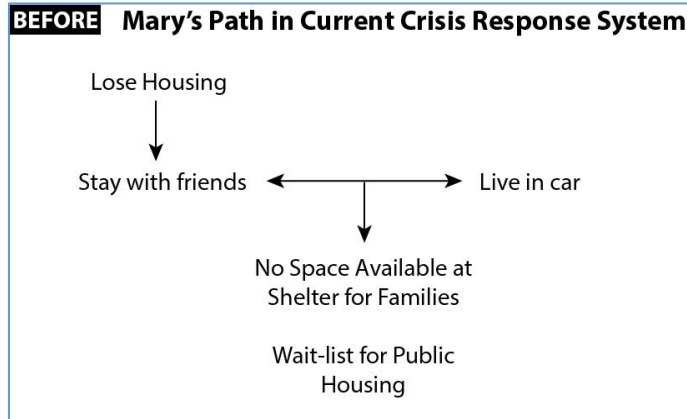 BEFORE Mary's Path in Current Crisis Response System
Lose Housing
Stay with friends
Live in car
No Space Available at
Shelter for Families
Wait-list for Public
Housing